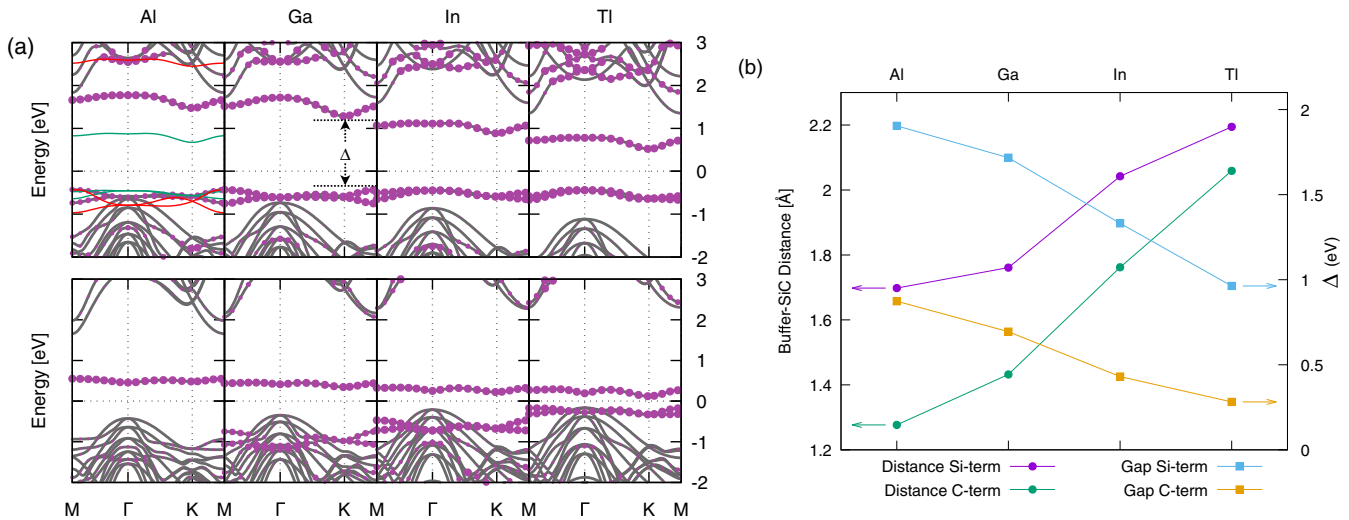 Al Ga In Tl
(a)
3
2
1
0
-1
-2
Energy [eV]
Δ
3
2
1
0
-1
-2
Energy [eV]
M Γ K M Γ K M Γ K M Γ K M
(b)
Al Ga In Tl
2.2
2
1.8
1.6
1.4
1.2
Buffer-SiC Distance [Å]
2
1.5
1
0.5
0
Δ (eV)
Distance Si-term
Distance C-term
Gap Si-term
Gap C-term